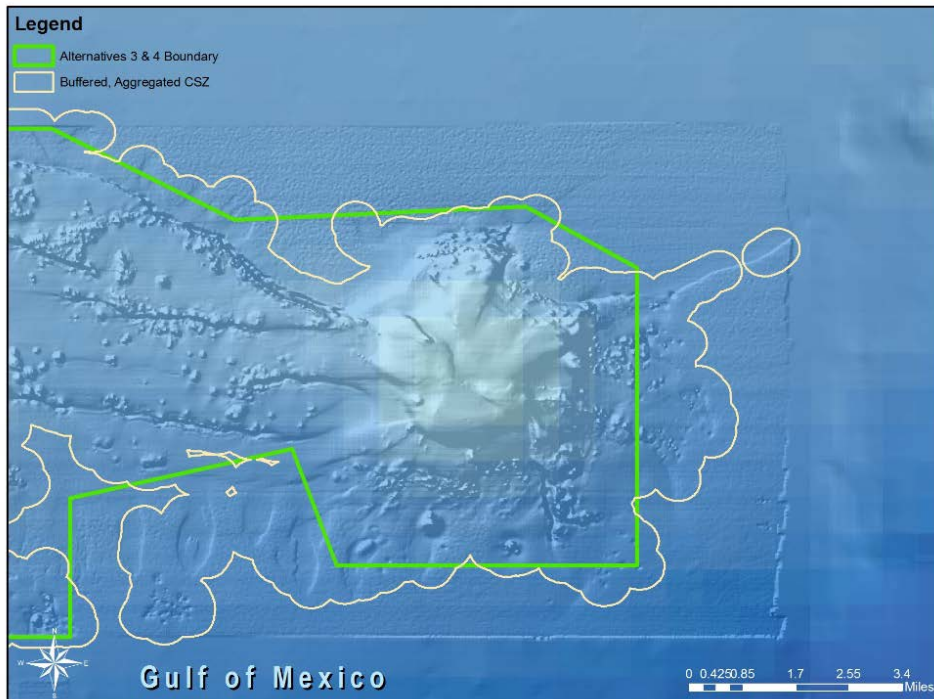 Legend
Alternatives 3 & 4 Boundary
Buffered, Aggregated CSZ
N
W E
S
Gulf of Mexico
0 0.425 0.85 1.7 2.55 3.4
Miles